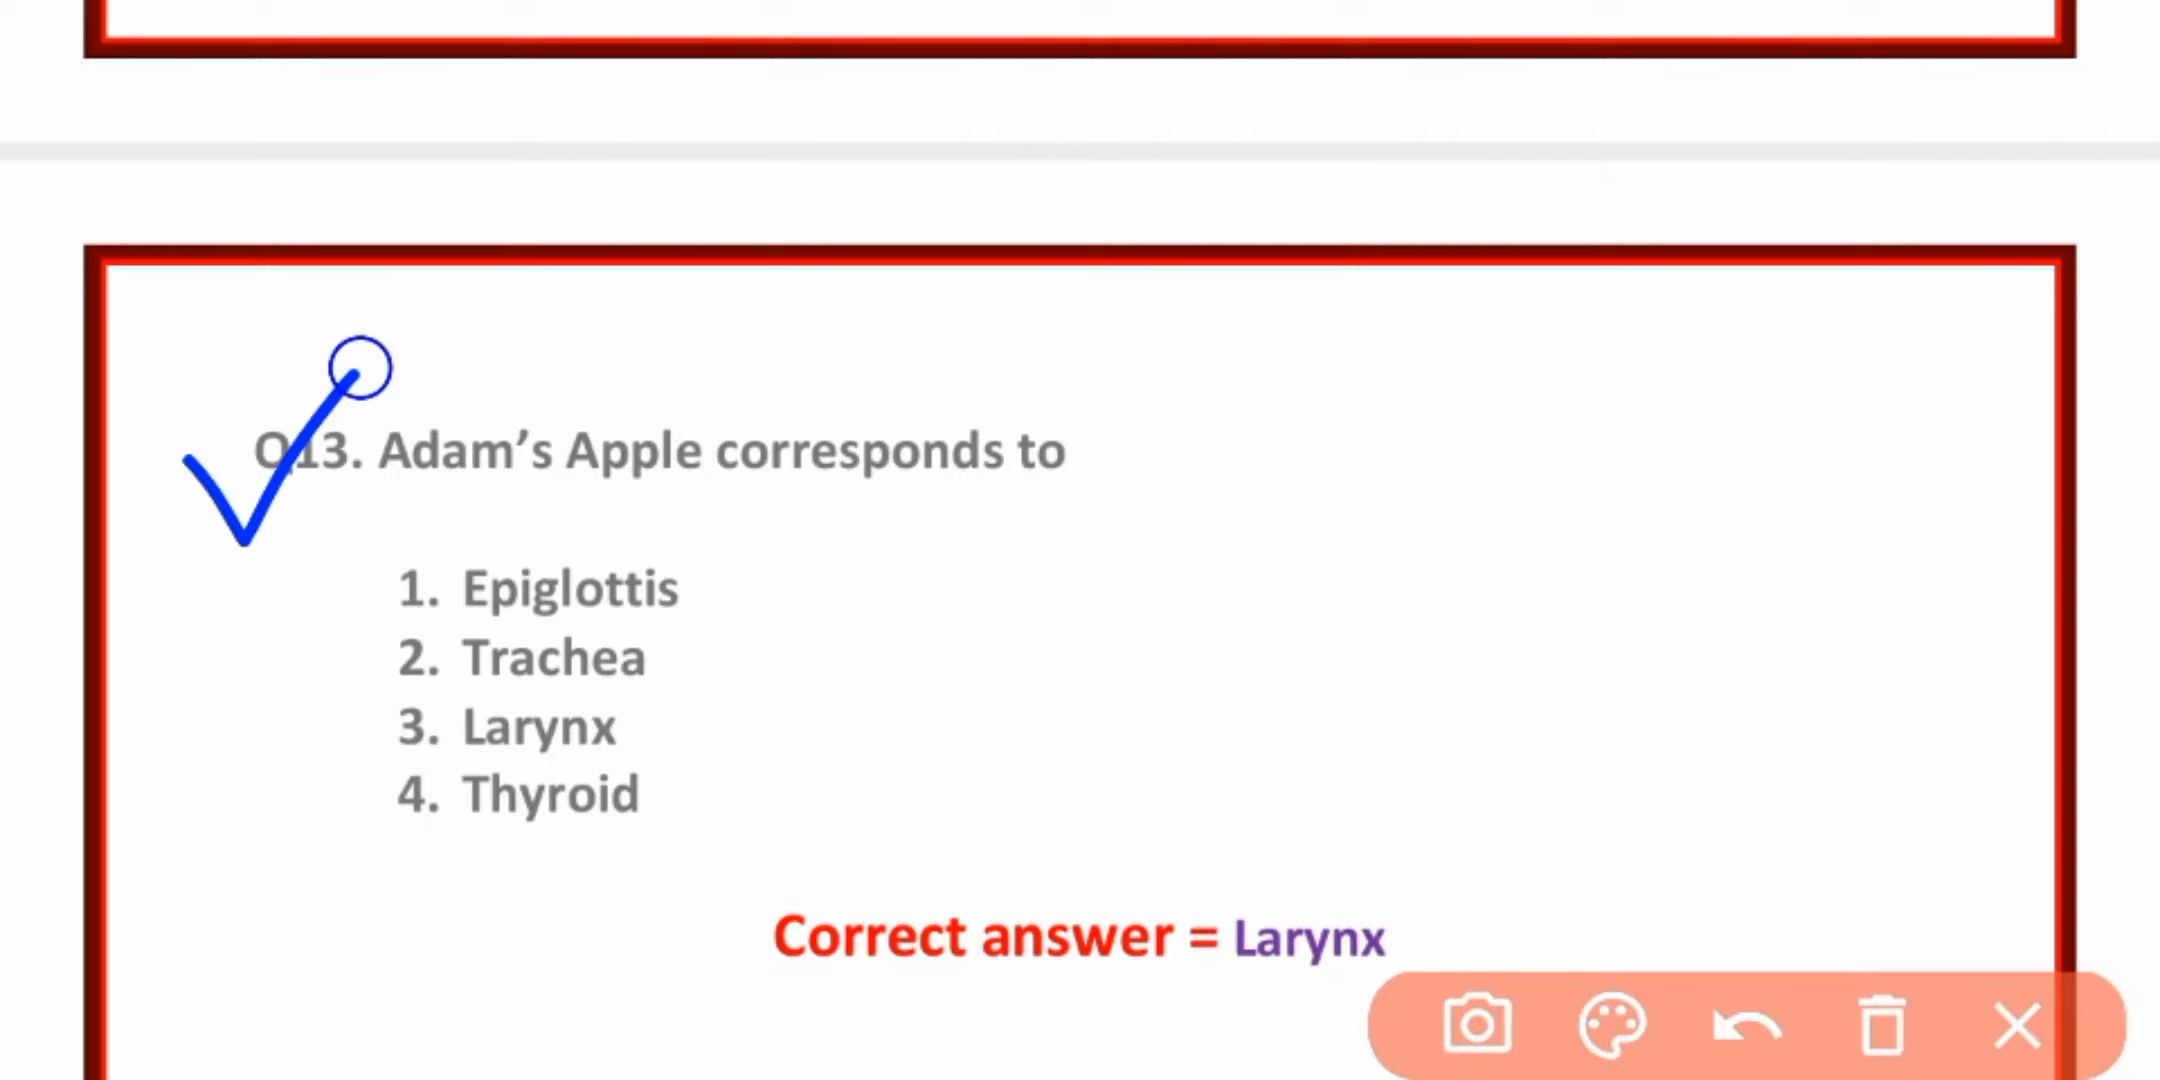 Q13. Adam’s Apple corresponds to
1. Epiglottis
2. Trachea
3. Larynx
4. Thyroid
Correct answer = Larynx